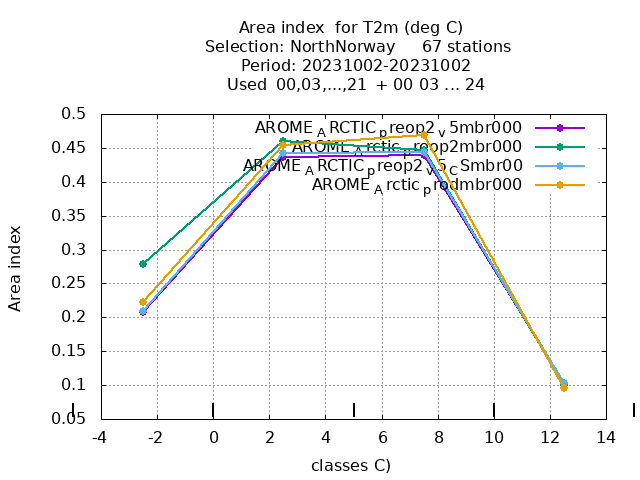 Area index for T2m (deg C)
Selection: NorthNorway 67 stations
Period: 20231002-20231002
Used 00,03,...,21 + 00 03 ... 24
0.5
0.45
0.4
0.35
0.3
0.25
0.2
0.15
0.1
0.05
Area index
AROME_ARCTIC_preop2_v5mbr000
AROME_Arctic_preop2mbr000
AROME_ARCTIC_preop2_v5_CSmbr00
AROME_Arctic_prodmbr000
-4 -2 0 2 4 6 8 10 12 14
classes C)